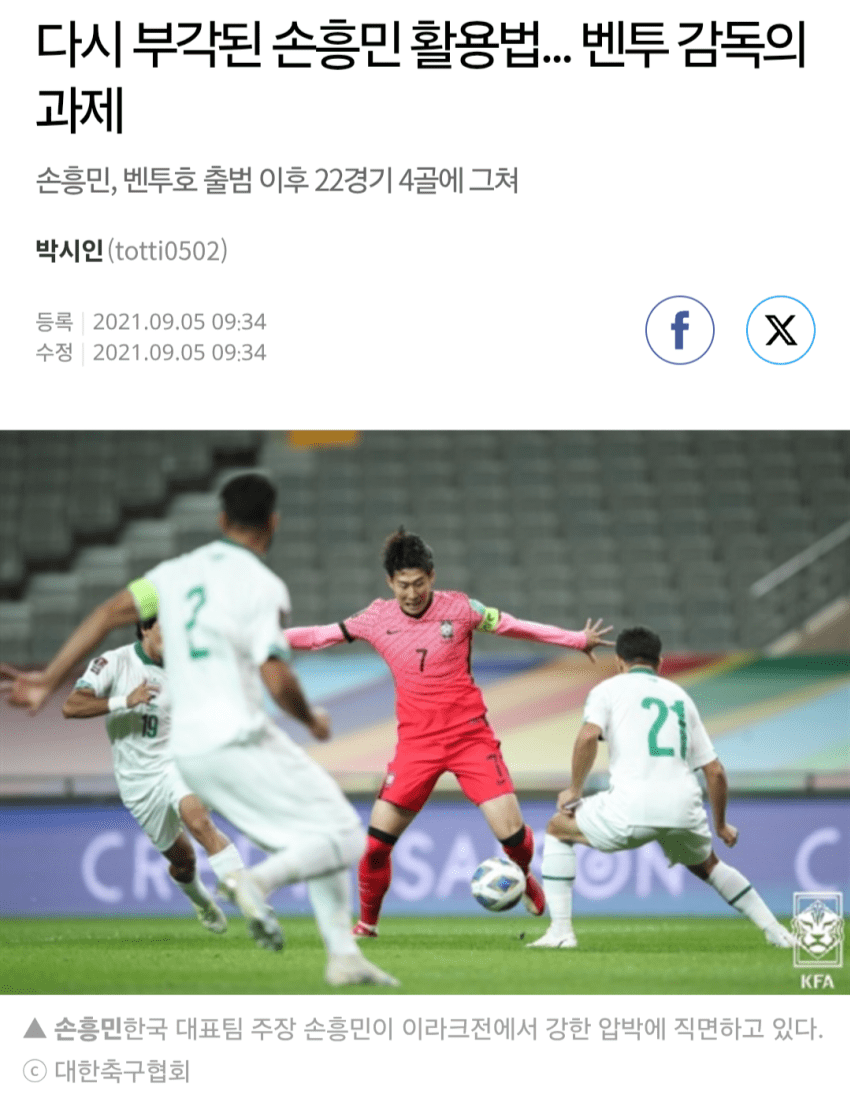 다시 부각된 손흥민 활용법... 벤투 감독의
과제
손흥민, 벤투호 출범 이후 22경기 4골에 그쳐
박시인(totti0502)
등록 | 2021.09.05 09:34
수정 | 2021.09.05 09:34
f X
2
19
7
7
21
CR
SA
ON
C
KFA
▲ 손흥민한국 대표팀 주장 손흥민이 이라크전에서 강한 압박에 직면하고 있다.
ⓒ 대한축구협회